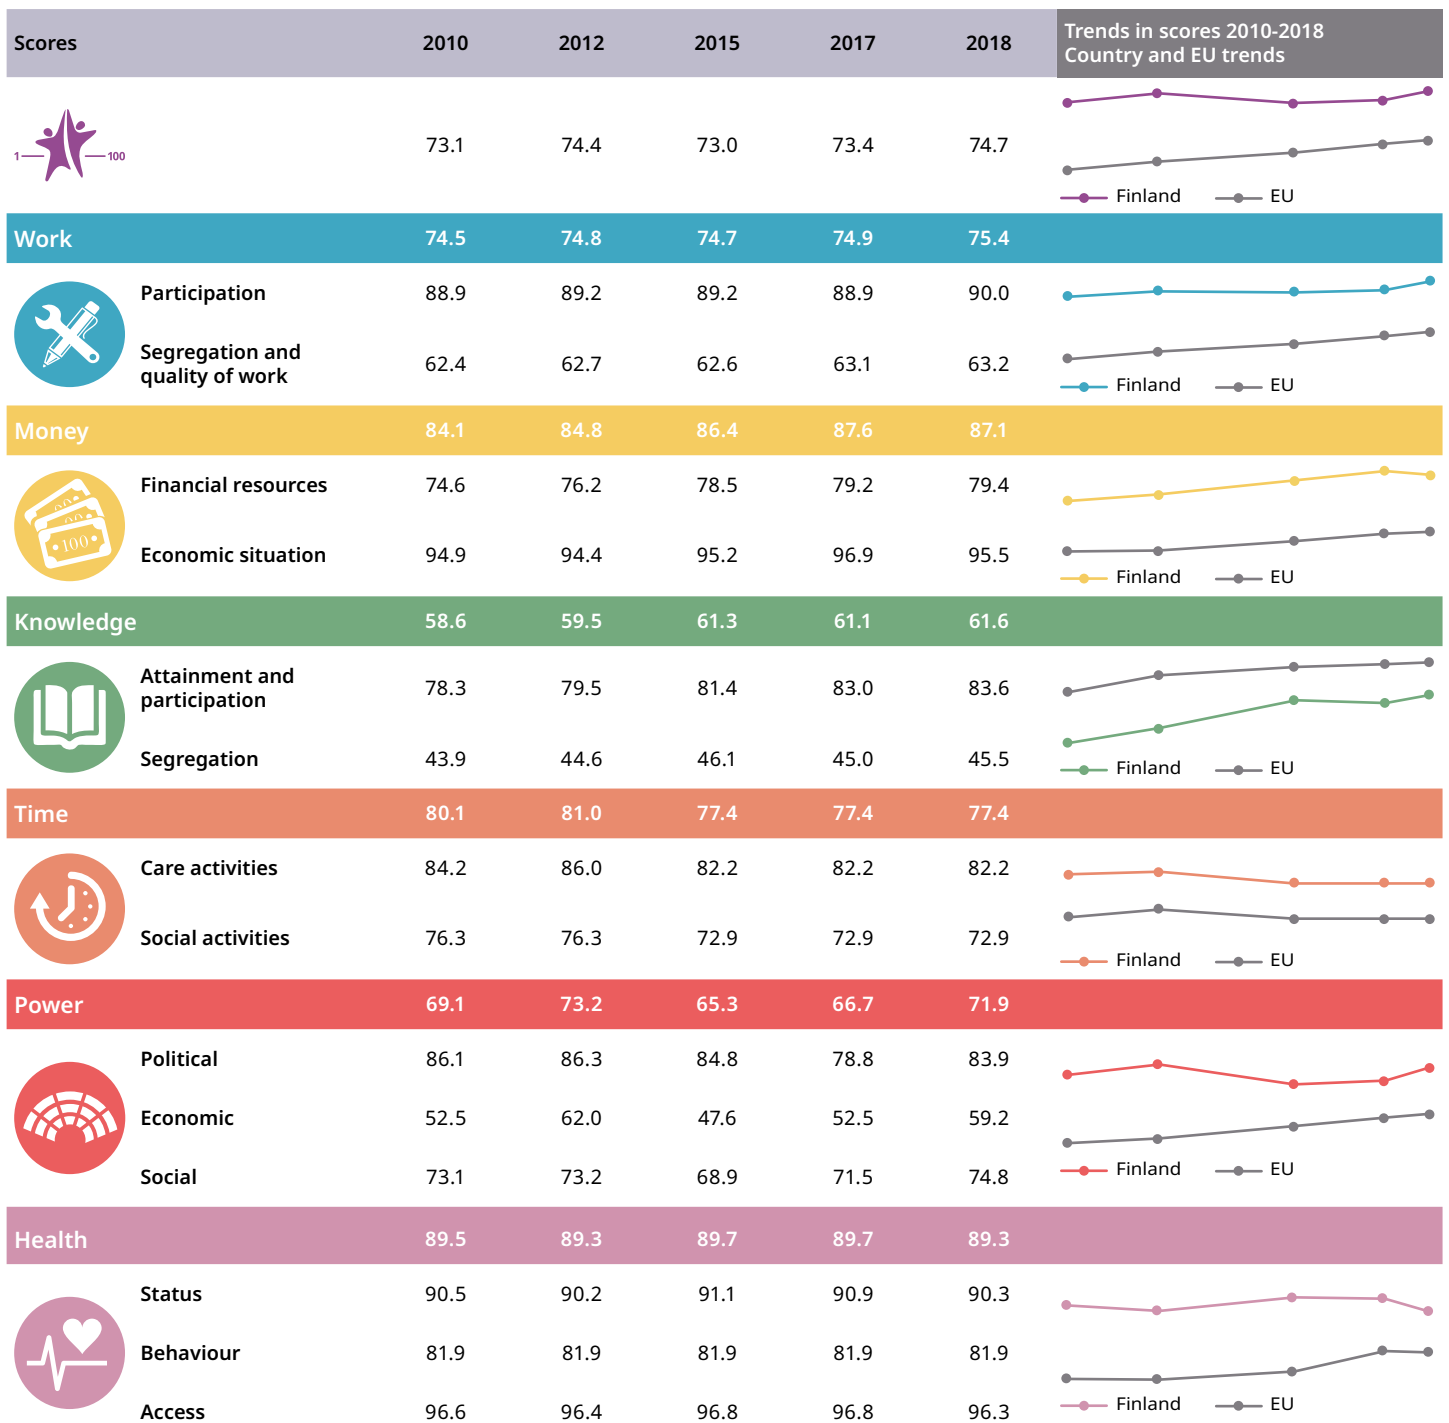 Scores 2010 2012 2015 2017 2018 Trends in scores 2010-2018
Country and EU trends
1 100 73.1 74.4 73.0 73.4 74.7
Finland EU
Work 74.5 74.8 74.7 74.9 75.4
Participation 88.9 89.2 89.2 88.9 90.0
Segregation and
quality of work 62.4 62.7 62.6 63.1 63.2
Finland EU
Money 84.1 84.8 86.4 87.6 87.1
Financial resources 74.6 76.2 78.5 79.2 79.4
100
Economic situation 94.9 94.4 95.2 96.9 95.5
Finland EU
Knowledge 58.6 59.5 61.3 61.1 61.6
Attainment and
participation 78.3 79.5 81.4 83.0 83.6
Segregation 43.9 44.6 46.1 45.0 45.5
Finland EU
Time 80.1 81.0 77.4 77.4 77.4
Care activities 84.2 86.0 82.2 82.2 82.2
Social activities 76.3 76.3 72.9 72.9 72.9
Finland EU
Power 69.1 73.2 65.3 66.7 71.9
Political 86.1 86.3 84.8 78.8 83.9
Economic 52.5 62.0 47.6 52.5 59.2
Social 73.1 73.2 68.9 71.5 74.8
Finland EU
Health 89.5 89.3 89.7 89.7 89.3
Status 90.5 90.2 91.1 90.9 90.3
Behaviour 81.9 81.9 81.9 81.9 81.9
Access 96.6 96.4 96.8 96.8 96.3
Finland EU